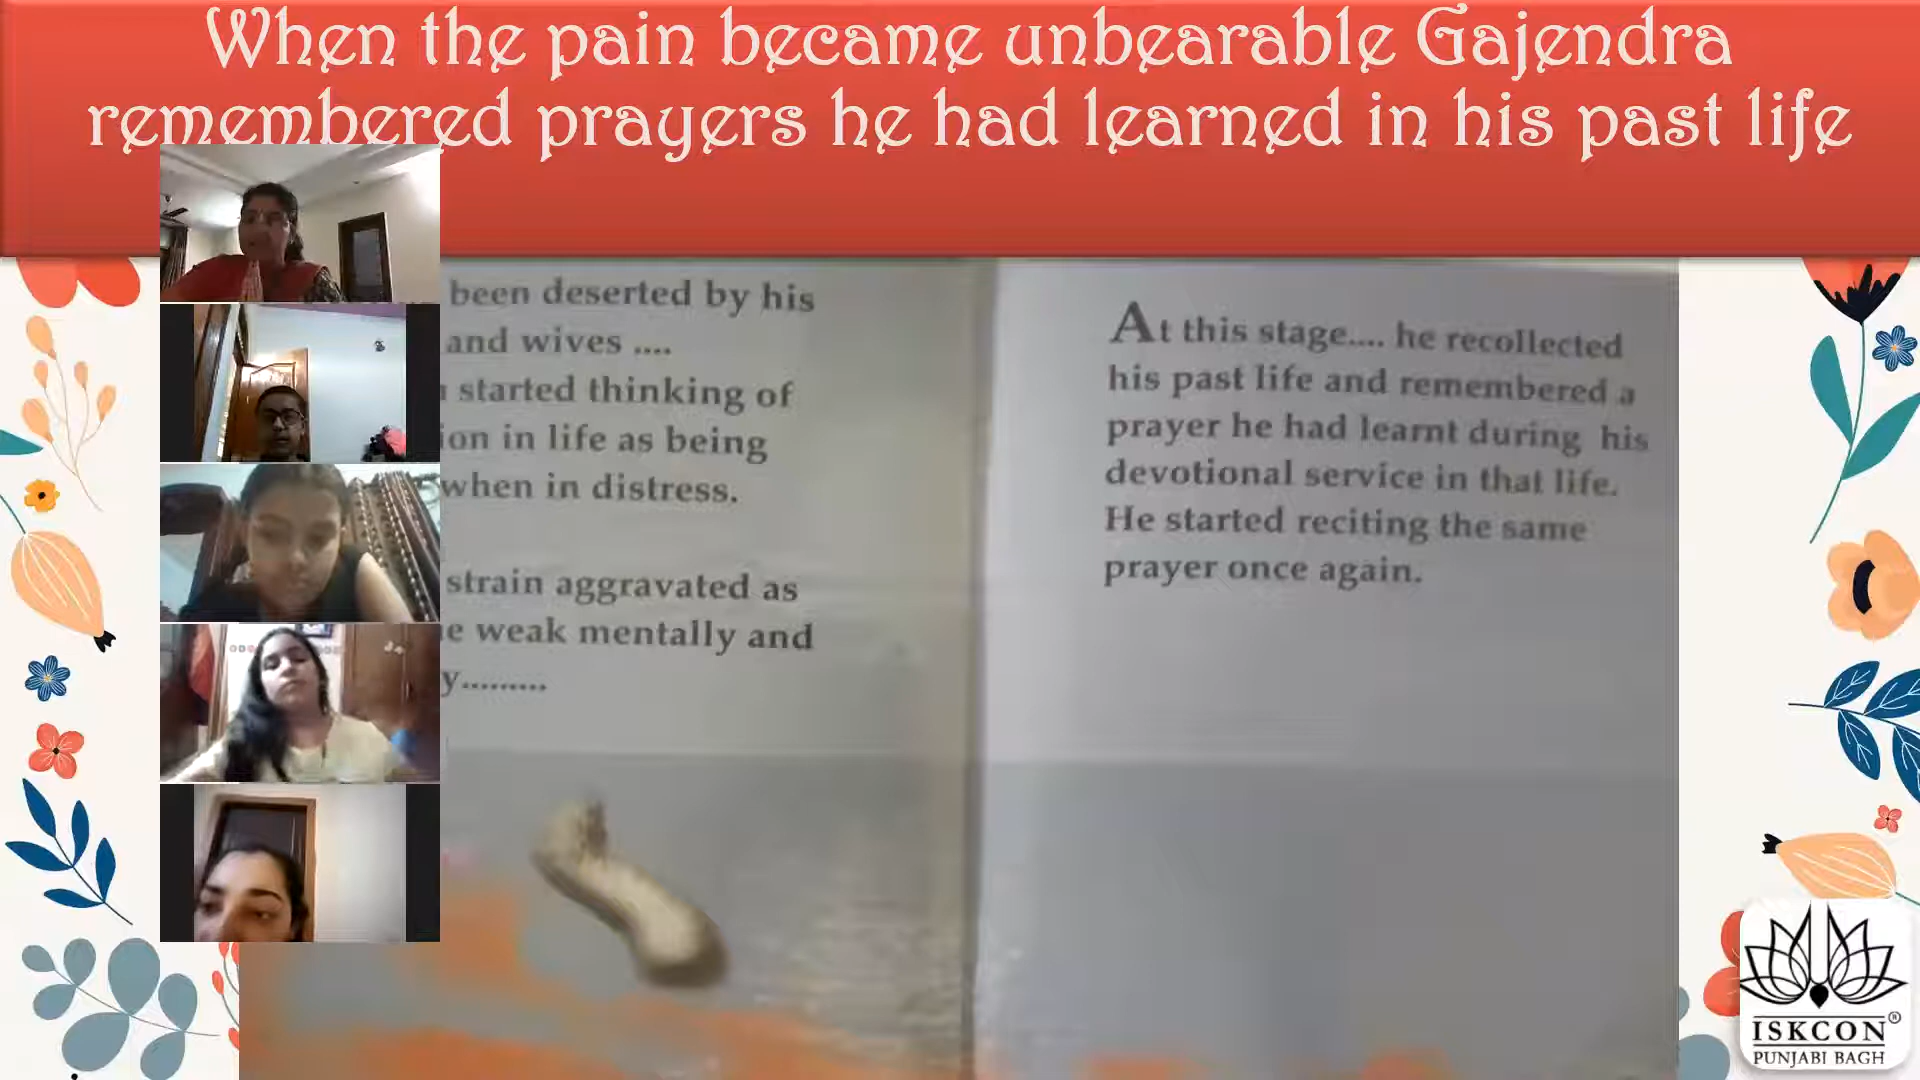 When the pain became unbearable Gajendra
remembered prayers he had learned in his past life
been deserted by his
and wives ....
started thinking of
in life as being
when in distress.
strain aggravated as
weak mentally and
At this stage.... he recollected
his past life and remembered a
prayer he had learnt during his
devotional service in that life.
He started reciting the same
prayer once again.
ISKCON®
PUNJABI BAGH